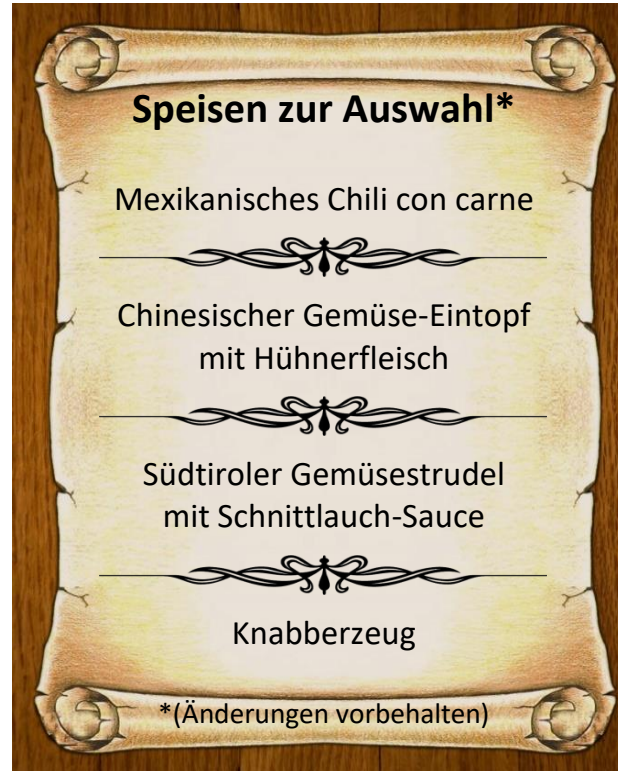 Speisen zur Auswahl*
Mexikanisches Chili con carne
Chinesischer Gemüse-Eintopf
mit Hühnerfleisch
Südtiroler Gemüsestrudel
mit Schnittlauch-Sauce
Knabberzeug
*(Änderungen vorbehalten)